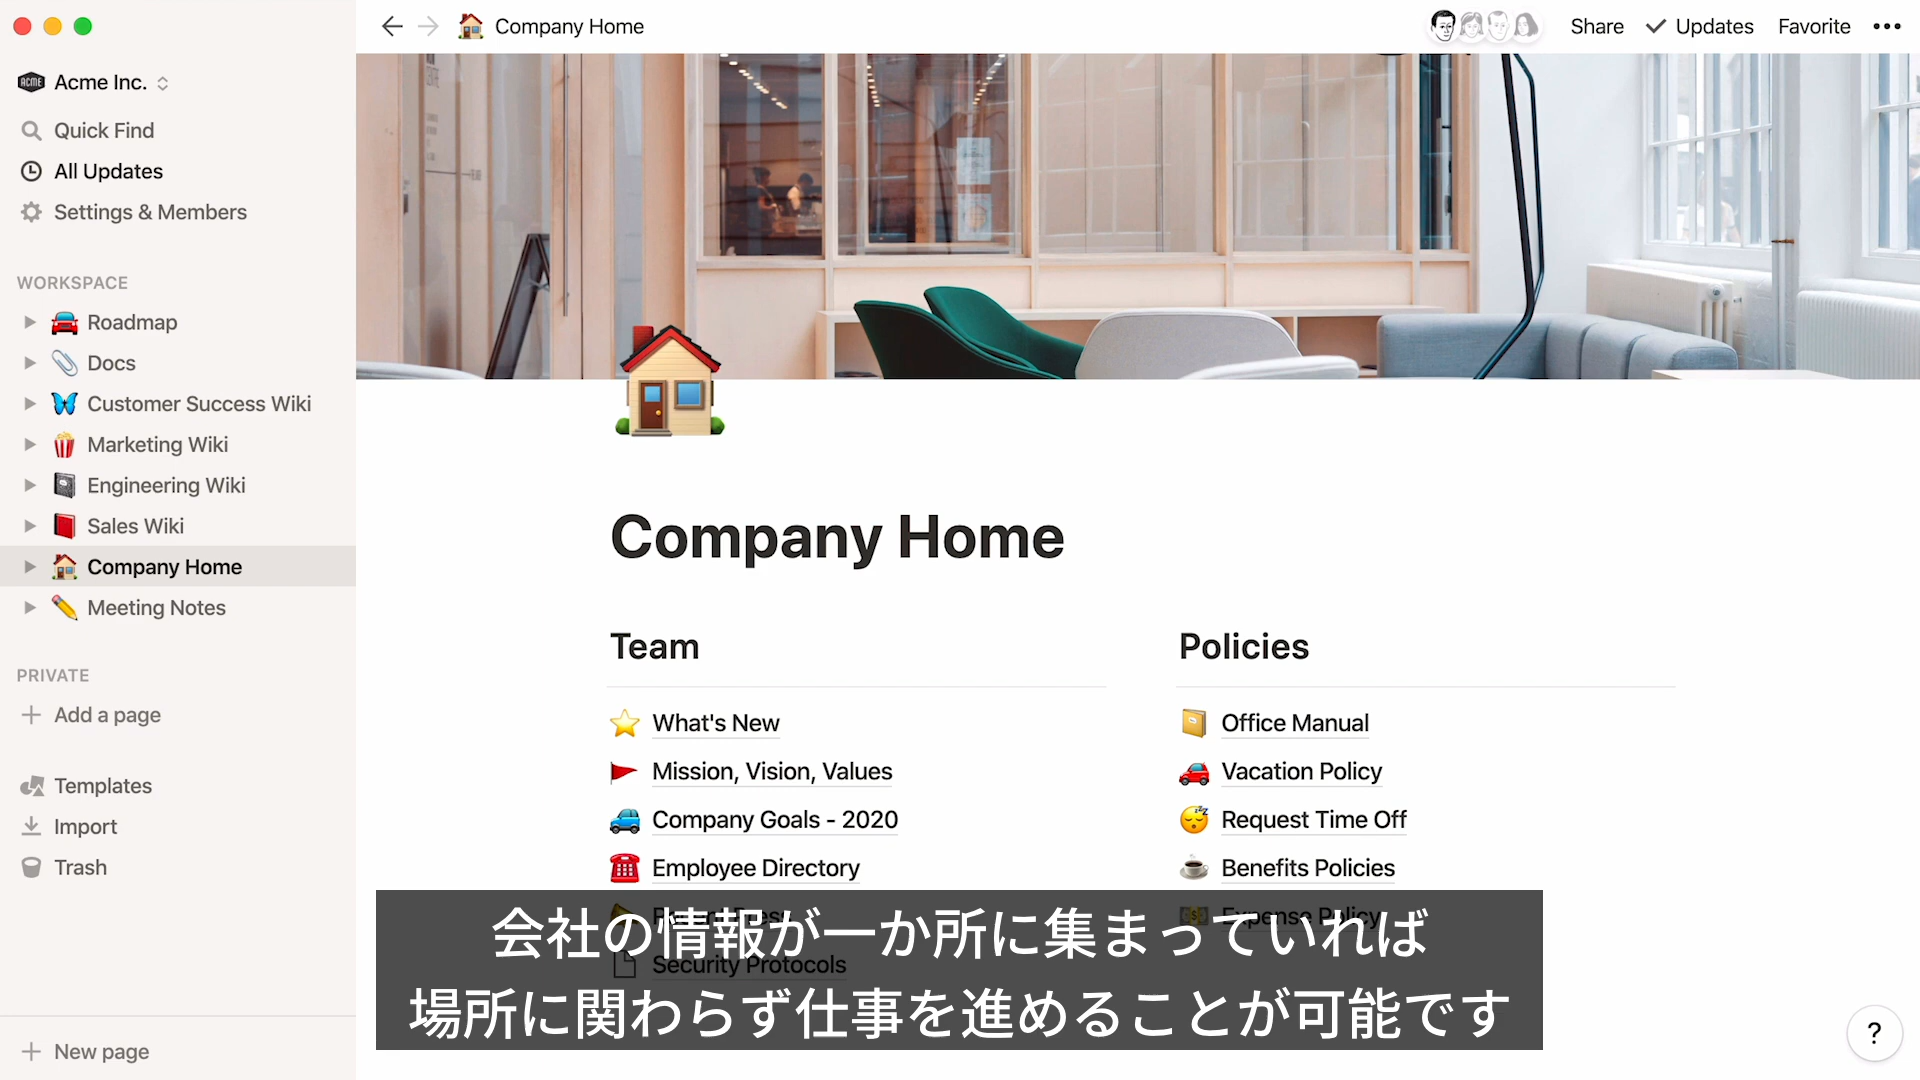 Company Home
Share
Updates
Favorite
ACME
Acme Inc.
Quick Find
All Updates
Settings & Members
WORKSPACE
Roadmap
Docs
Customer Success Wiki
Marketing Wiki
Engineering Wiki
Sales Wiki
Company Home
Meeting Notes
PRIVATE
Add a page
Templates
Import
Trash
New page
Company Home
Team
What's New
Mission, Vision, Values
Company Goals - 2020
Employee Directory
Security Protocols
Policies
Office Manual
Vacation Policy
Request Time Off
Benefits Policies
Expense Policy
会社の情報が一か所に集まっていれば
場所に関わらず仕事を進めることが可能です
?